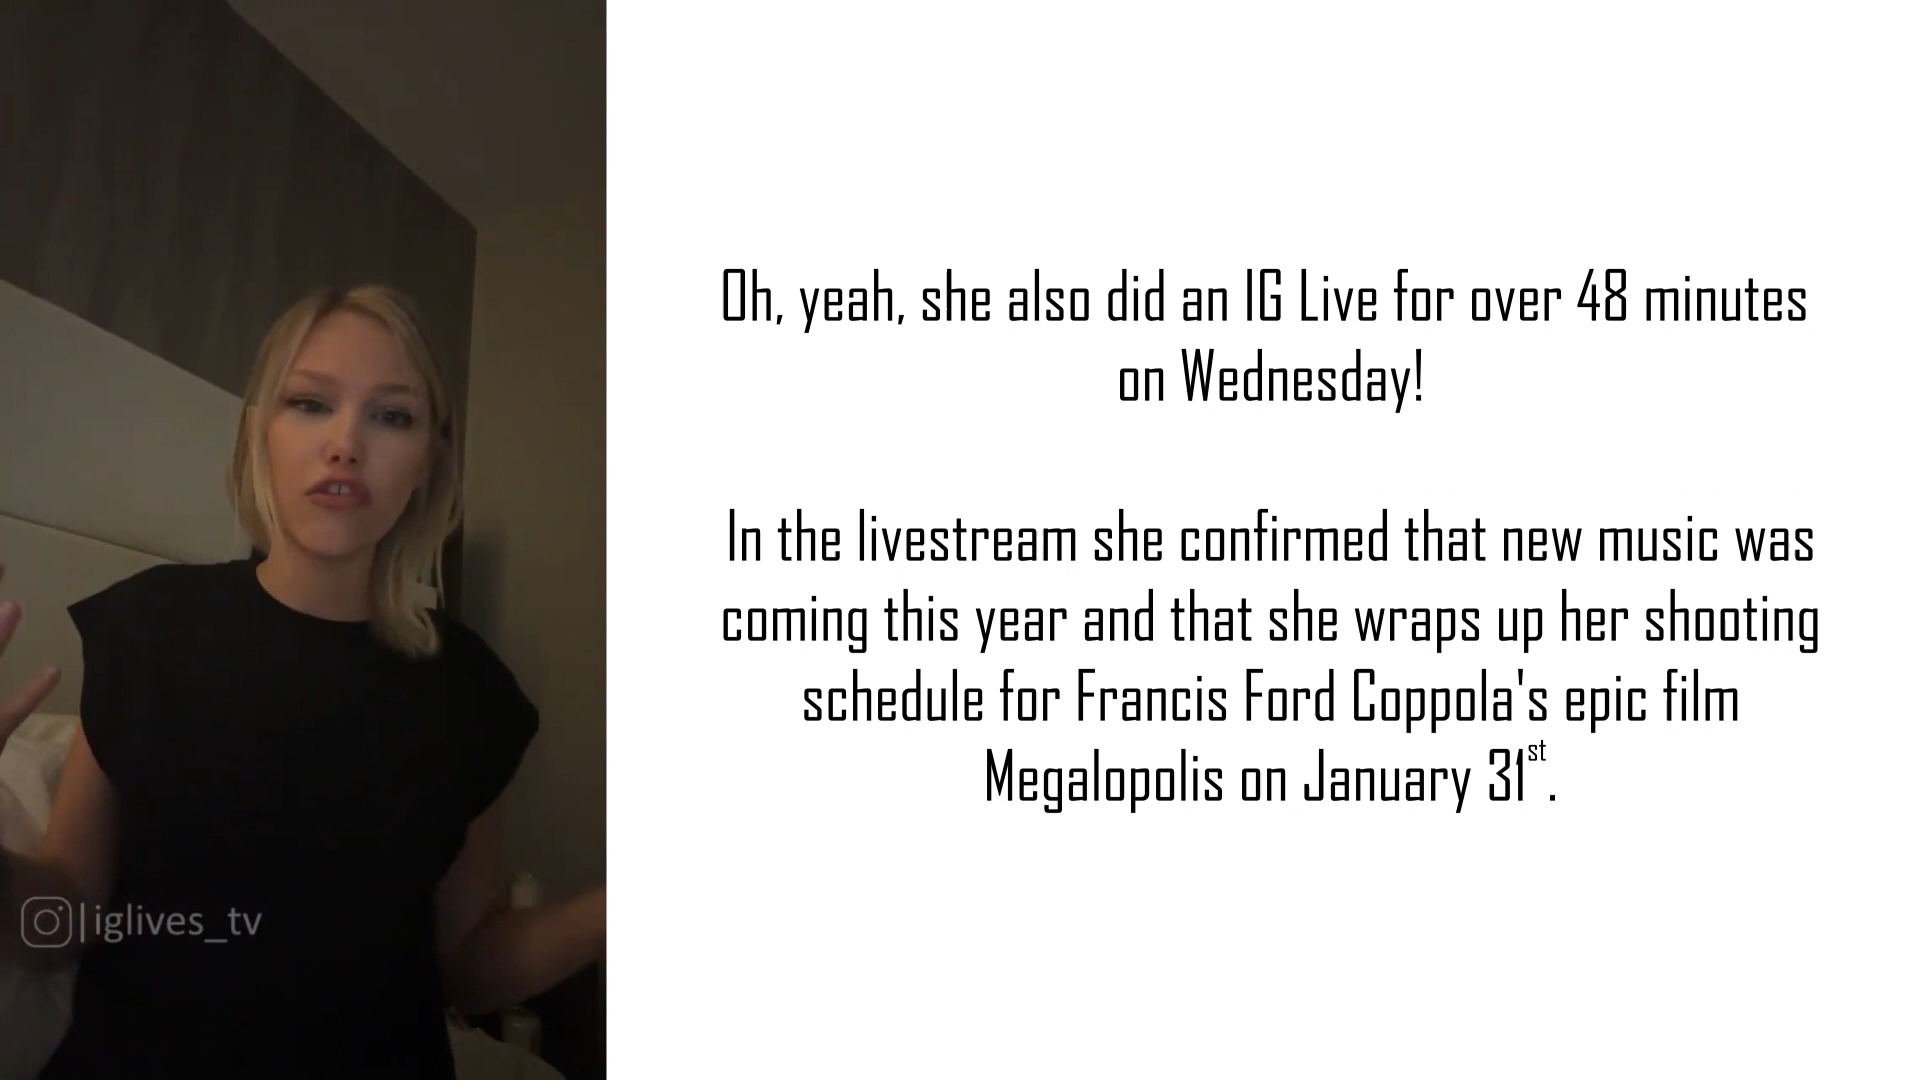 Oh, yeah, she also did an IG Live for over 48 minutes
on Wednesday!
In the livestream she confirmed that new music was
coming this year and that she wraps up her shooting
schedule for Francis Ford Coppola's epic film
Megalopolis on January 31st.
|iglives_tv